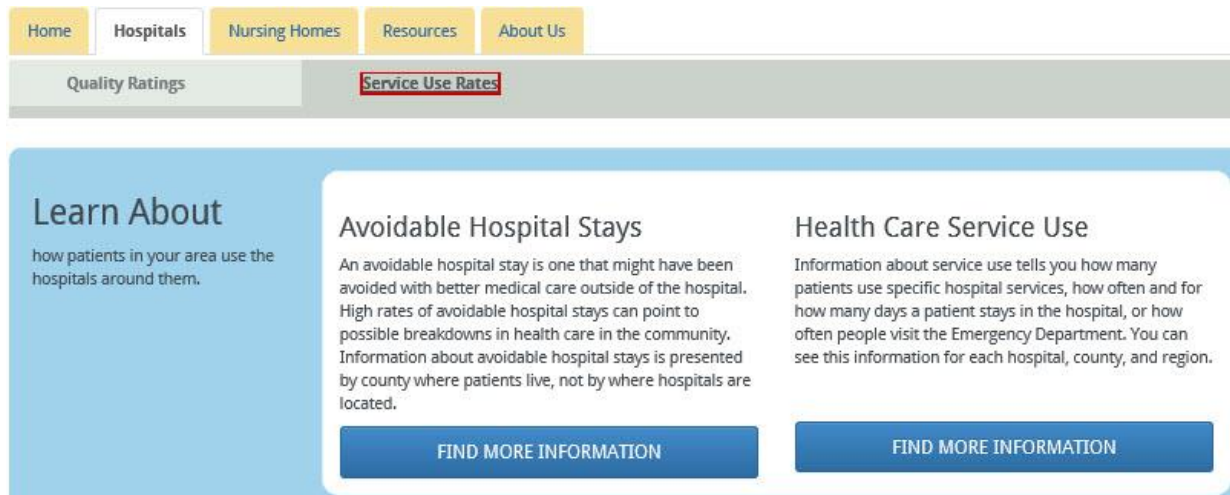 Home Hospitals Nursing Homes Resources About Us
Quality Ratings Service Use Rates
Learn About
how patients in your area use the
hospitals around them.
Avoidable Hospital Stays
An avoidable hospital stay is one that might have been
avoided with better medical care outside of the hospital.
High rates of avoidable hospital stays can point to
possible breakdowns in health care in the community.
Information about avoidable hospital stays is presented
by county where patients live, not by where hospitals are
located.
FIND MORE INFORMATION
Health Care Service Use
Information about service use tells you how many
patients use specific hospital services, how often and for
how many days a patient stays in the hospital, or how
often people visit the Emergency Department. You can
see this information for each hospital, county, and region.
FIND MORE INFORMATION